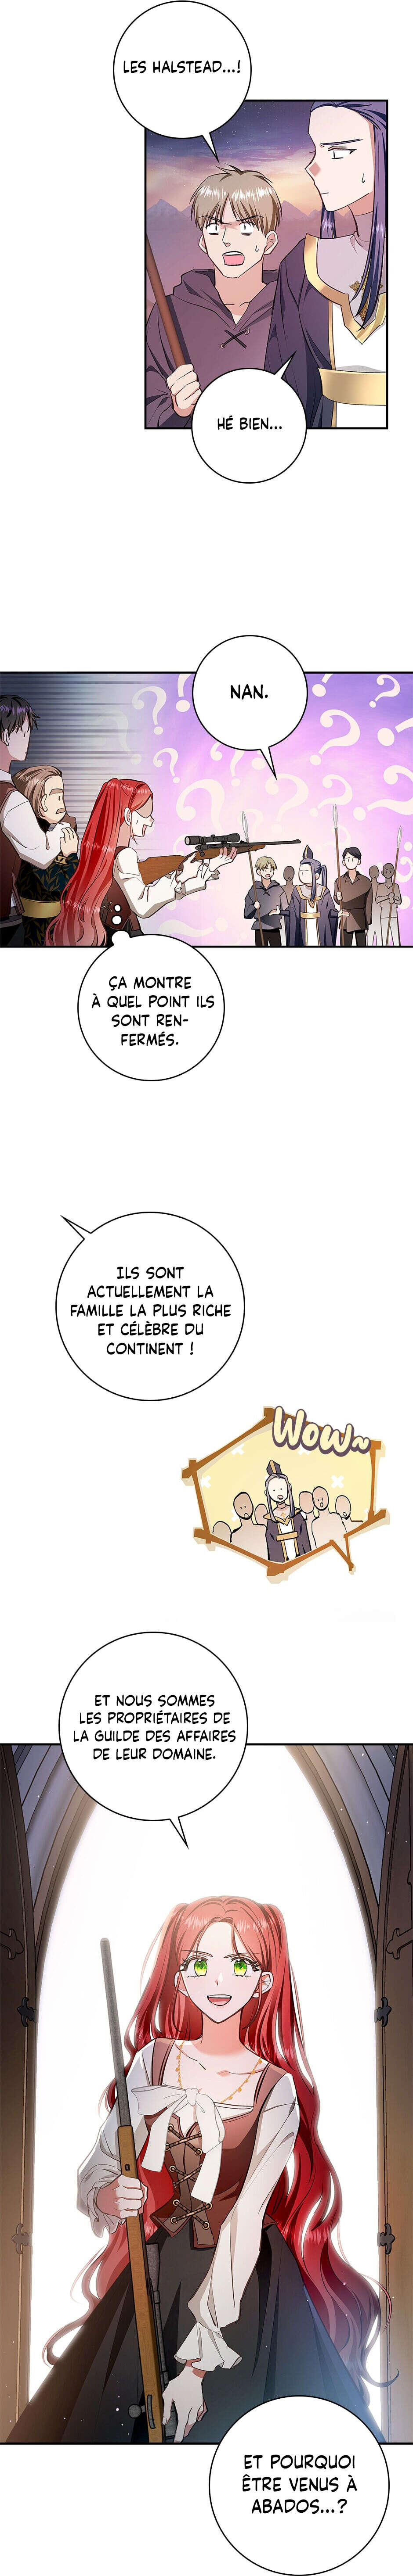 LES HALSTEAD...!
HÉ BIEN...
NAN.
ÇA MONTRE
À QUEL POINT ILS
SONT REN-
FERMÉS.
ILS SONT
ACTUELLEMENT LA
FAMILLE LA PLUS RICHE
ET CÉLÈBRE DU
CONTINENT !
WOW~
ET NOUS SOMMES
LES PROPRIÉTAIRES DE
LA GUILDE DES AFFAIRES
DE LEUR DOMAINE.
ET POURQUOI
ÊTRE VENUS À
ABADOS...?